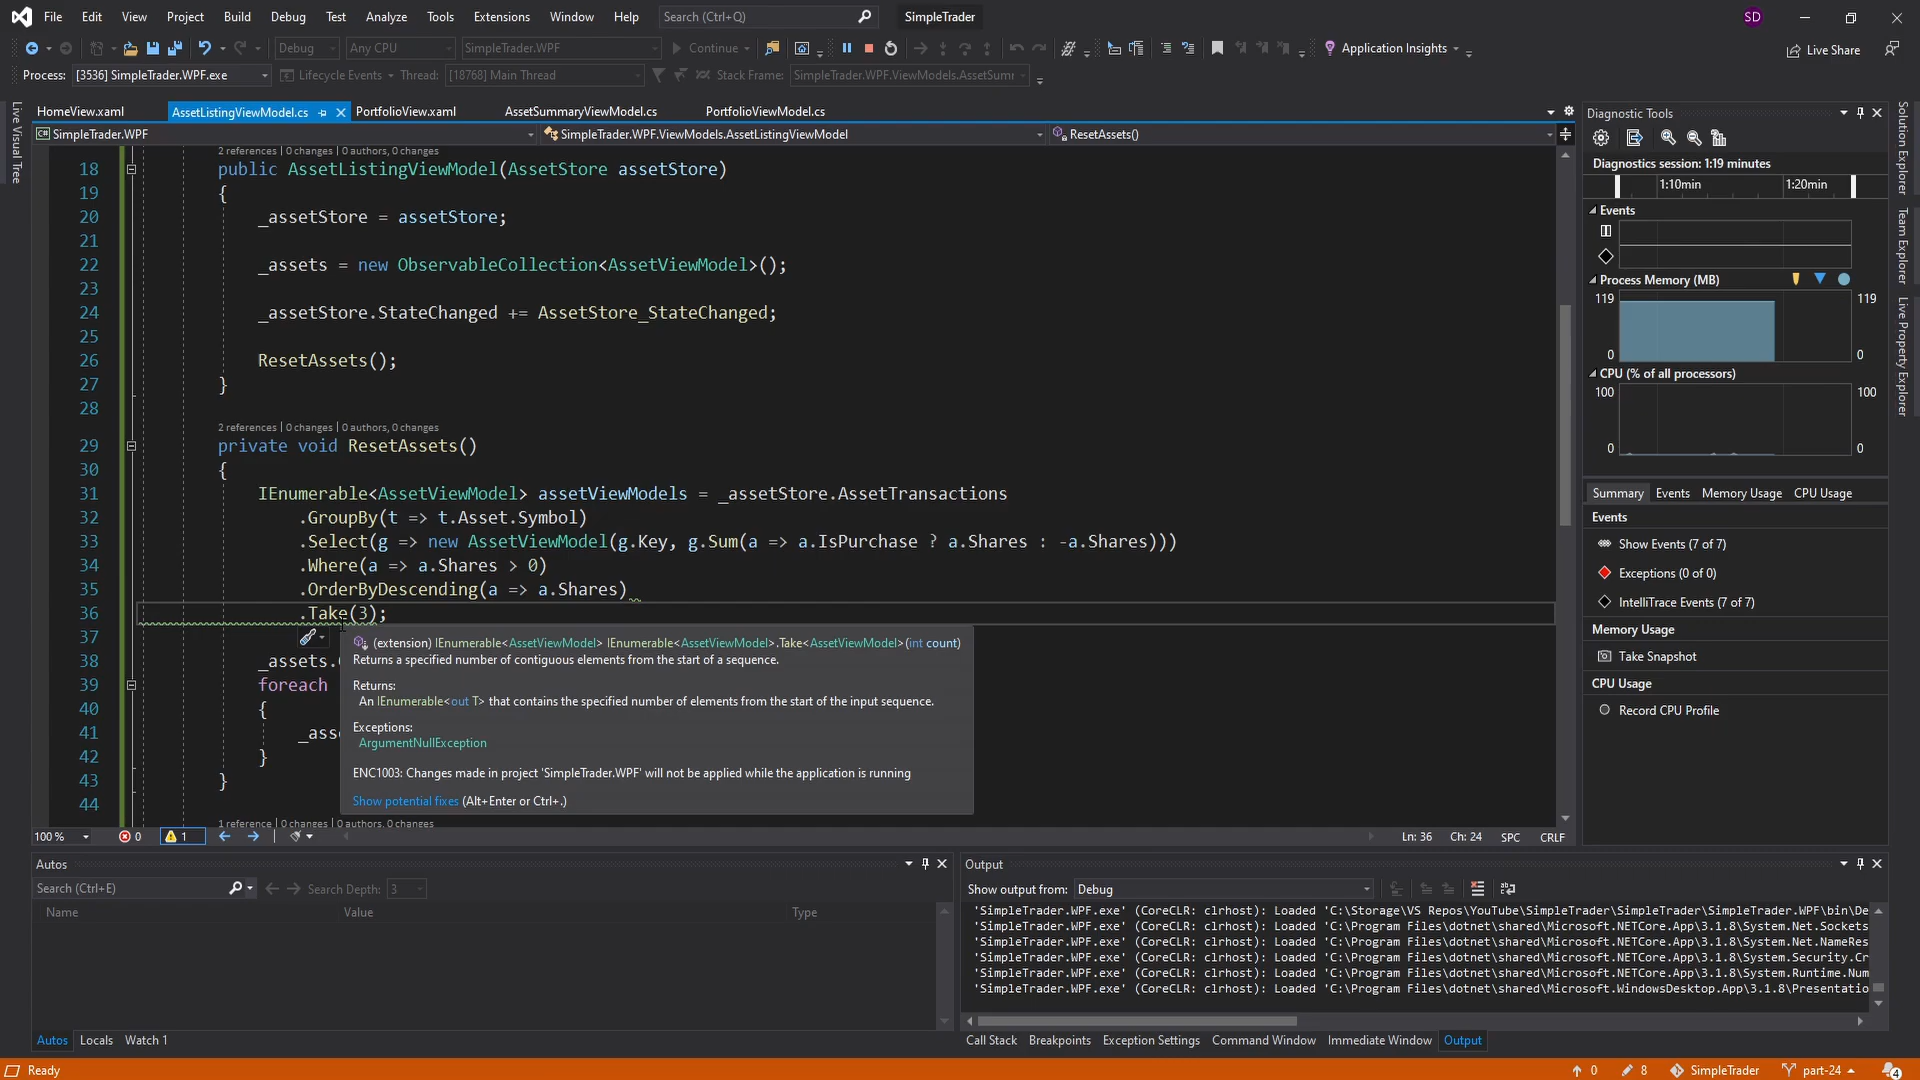 File Edit View Project Build Debug Test Analyze Tools Extensions Window Help Search (Ctrl+Q) SimpleTrader SD
Debug Any CPU SimpleTrader.WPF Continue Application Insights Live Share
Process: [3536] SimpleTrader.WPF.exe Lifecycle Events Thread: [18768] Main Thread Stack Frame: SimpleTrader.WPF.ViewModels.AssetSumm
Live Visual Tree
HomeView.xaml AssetListingViewModel.cs PortfolioView.xaml AssetSummaryViewModel.cs PortfolioViewModel.cs
SimpleTrader.WPF SimpleTrader.WPF.ViewModels.AssetListingViewModel ResetAssets()
2 references | 0 changes | 0 authors, 0 changes
18 public AssetListingViewModel(AssetStore assetStore)
19 {
20 _assetStore = assetStore;
21
22 _assets = new ObservableCollection<AssetViewModel>();
23
24 _assetStore.StateChanged += AssetStore_StateChanged;
25
26 ResetAssets();
27 }
28
2 references | 0 changes | 0 authors, 0 changes
29 private void ResetAssets()
30 {
31 IEnumerable<AssetViewModel> assetViewModels = _assetStore.AssetTransactions
32 .GroupBy(t => t.Asset.Symbol)
33 .Select(g => new AssetViewModel(g.Key, g.Sum(a => a.IsPurchase ? a.Shares : -a.Shares)))
34 .Where(a => a.Shares > 0)
35 .OrderByDescending(a => a.Shares)
36 .Take(3);
37
38 _assets.
39 foreach
40 {
41 _asse
42 }
43 }
44
1 reference | 0 changes | 0 authors, 0 changes
(extension) IEnumerable<AssetViewModel> IEnumerable<AssetViewModel>.Take<AssetViewModel>(int count)
Returns a specified number of contiguous elements from the start of a sequence.
Returns:
An IEnumerable<out T> that contains the specified number of elements from the start of the input sequence.
Exceptions:
ArgumentNullException
ENC1003: Changes made in project 'SimpleTrader.WPF' will not be applied while the application is running
Show potential fixes (Alt+Enter or Ctrl+.)
100 % 0 1 Ln: 36 Ch: 24 SPC CRLF
Diagnostic Tools
Diagnostics session: 1:19 minutes
1:10min 1:20min
Events
Process Memory (MB)
119 119
0 0
CPU (% of all processors)
100 100
0 0
Summary Events Memory Usage CPU Usage
Events
Show Events (7 of 7)
Exceptions (0 of 0)
IntelliTrace Events (7 of 7)
Memory Usage
Take Snapshot
CPU Usage
Record CPU Profile
Solution Explorer
Team Explorer
Live Property Explorer
Autos
Search (Ctrl+E) Search Depth: 3
Name Value Type
Autos Locals Watch 1
Output
Show output from: Debug
'SimpleTrader.WPF.exe' (CoreCLR: clrhost): Loaded 'C:\Storage\VS Repos\YouTube\SimpleTrader\SimpleTrader\SimpleTrader.WPF\bin\De
'SimpleTrader.WPF.exe' (CoreCLR: clrhost): Loaded 'C:\Program Files\dotnet\shared\Microsoft.NETCore.App\3.1.8\System.Net.Sockets
'SimpleTrader.WPF.exe' (CoreCLR: clrhost): Loaded 'C:\Program Files\dotnet\shared\Microsoft.NETCore.App\3.1.8\System.Net.NameRes
'SimpleTrader.WPF.exe' (CoreCLR: clrhost): Loaded 'C:\Program Files\dotnet\shared\Microsoft.NETCore.App\3.1.8\System.Security.Cr
'SimpleTrader.WPF.exe' (CoreCLR: clrhost): Loaded 'C:\Program Files\dotnet\shared\Microsoft.NETCore.App\3.1.8\System.Runtime.Num
'SimpleTrader.WPF.exe' (CoreCLR: clrhost): Loaded 'C:\Program Files\dotnet\shared\Microsoft.WindowsDesktop.App\3.1.8\Presentatio
Call Stack Breakpoints Exception Settings Command Window Immediate Window Output
Ready 0 8 SimpleTrader part-24 4